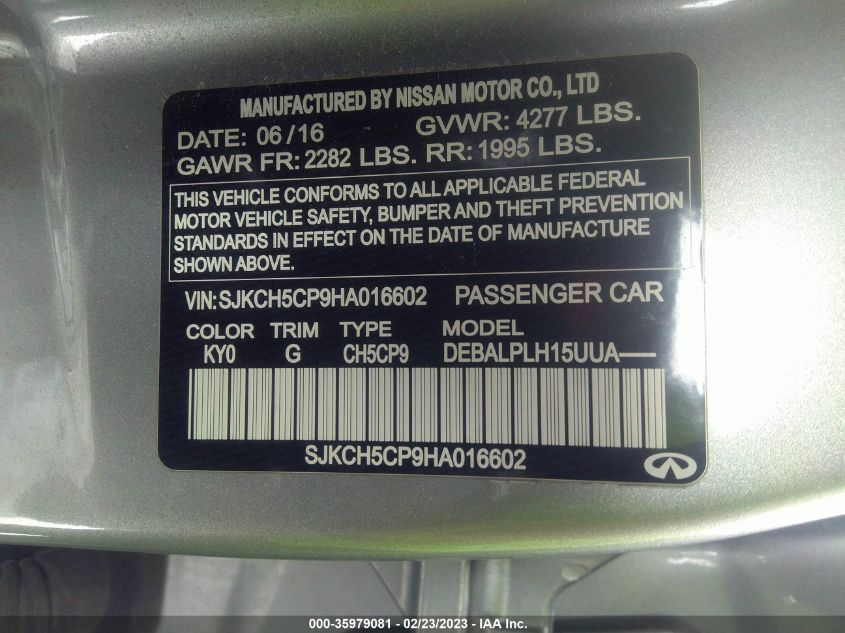 MANUFACTURED BY NISSAN MOTOR CO., LTD
DATE: 06/16 GVWR: 4277 LBS.
GAWR FR: 2282 LBS. RR: 1995 LBS.
THIS VEHICLE CONFORMS TO ALL APPLICABLE FEDERAL
MOTOR VEHICLE SAFETY, BUMPER AND THEFT PREVENTION
STANDARDS IN EFFECT ON THE DATE OF MANUFACTURE
SHOWN ABOVE.
VIN: SJKCH5CP9HA016602 PASSENGER CAR
COLOR TRIM TYPE MODEL
KY0 G CH5CP9 DEBALPLH15UUA——
SJKCH5CP9HA016602
000-35979081 - 02/23/2023 - IAA Inc.